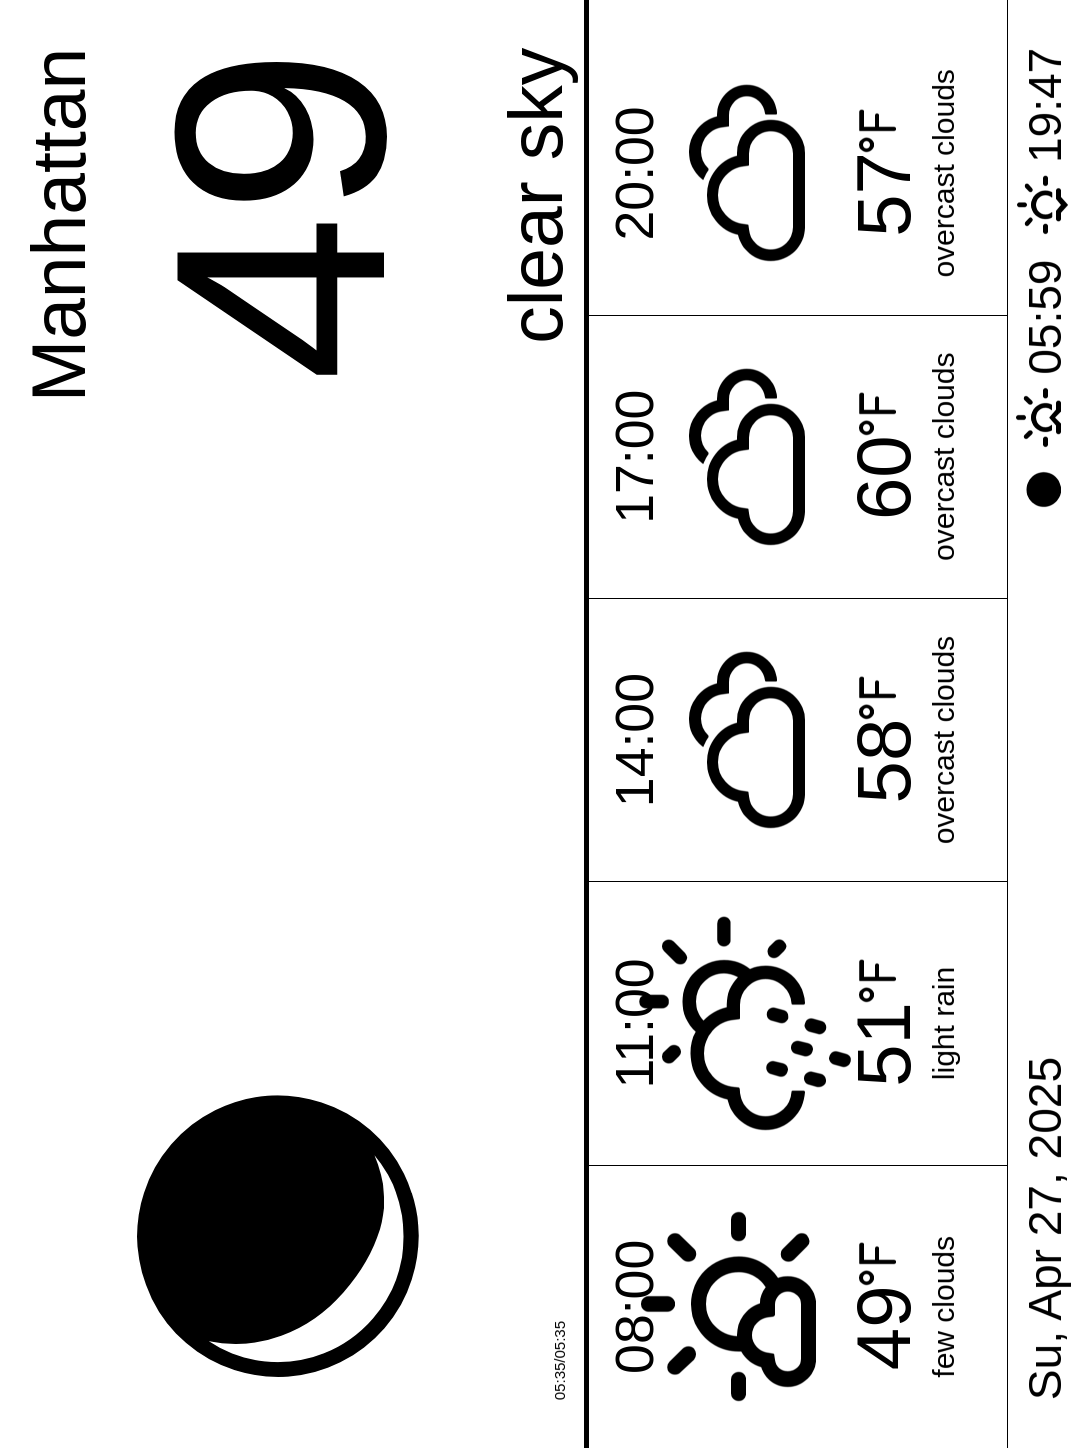 Manhattan
49
clear sky
05:35/05:35
08:00
49°F
few clouds
11:00
51°F
light rain
14:00
58°F
overcast clouds
17:00
60°F
overcast clouds
20:00
57°F
overcast clouds
Su, Apr 27, 2025
05:59
19:47